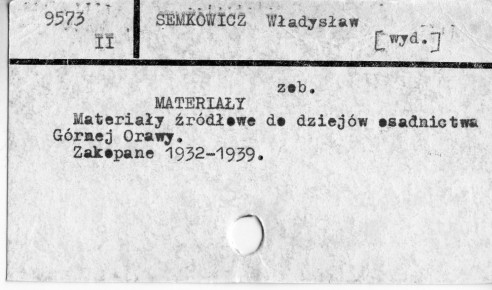 9573 SEMKOWICZ Władysław
II [wyd.]
zeb.
MATERIAŁY
Materiały źródłowe do dziejów osadnictwa
Górnej Orawy.
Zakopane 1932-1939.